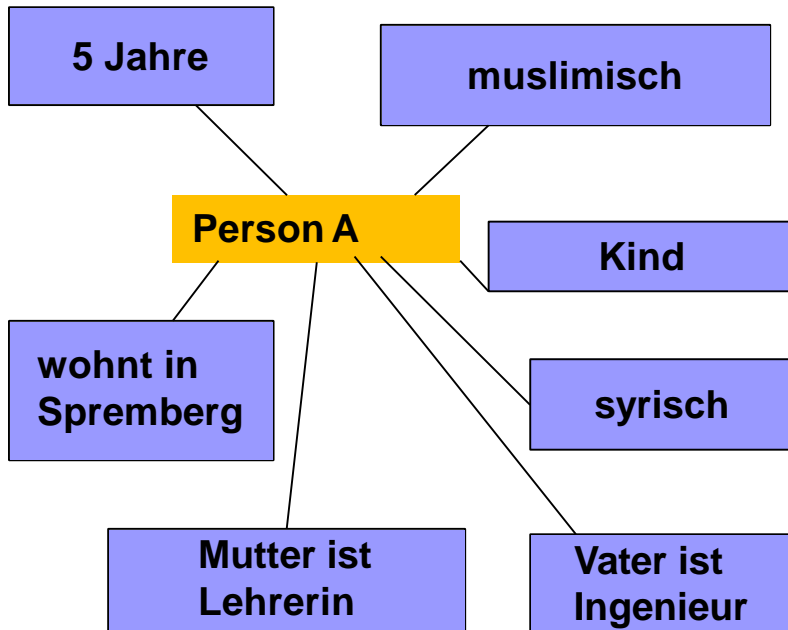 5 Jahre
muslimisch
Person A
Kind
wohnt in
Spremberg
syrisch
Mutter ist
Lehrerin
Vater ist
Ingenieur